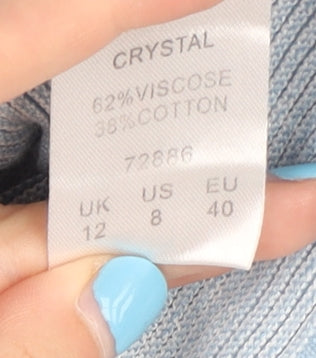 CRYSTAL
62%VISCOSE
38%COTTON
72886
UK US EU
12 8 40